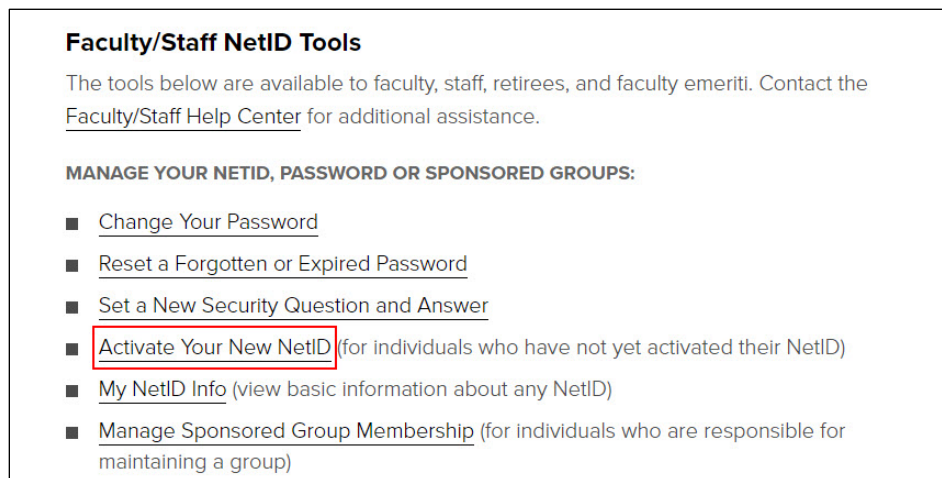 Faculty/Staff NetID Tools
The tools below are available to faculty, staff, retirees, and faculty emeriti. Contact the
Faculty/Staff Help Center for additional assistance.
MANAGE YOUR NETID, PASSWORD OR SPONSORED GROUPS:
Change Your Password
Reset a Forgotten or Expired Password
Set a New Security Question and Answer
Activate Your New NetID (for individuals who have not yet activated their NetID)
My NetID Info (view basic information about any NetID)
Manage Sponsored Group Membership (for individuals who are responsible for
maintaining a group)